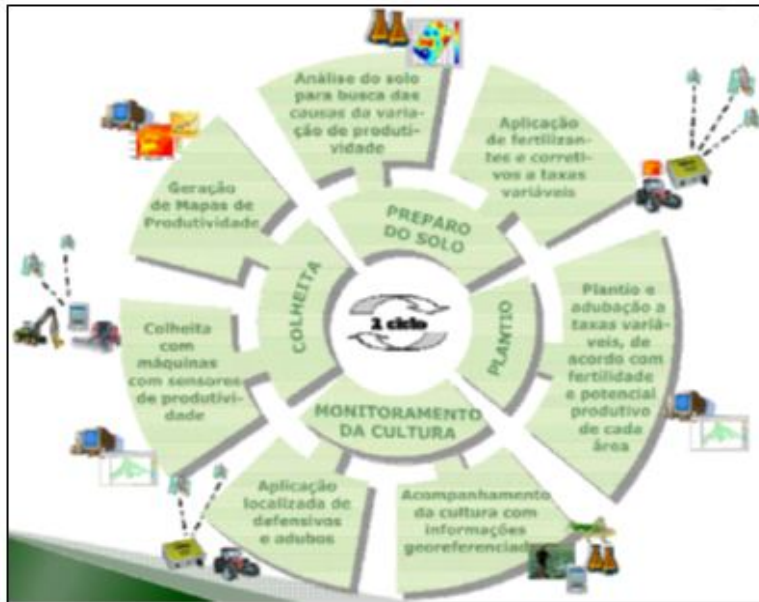 Análise do solo
para busca das
causas da varia-
ção de produti-
vidade
Aplicação
de fertilizan-
tes e correti-
vos a taxas
variáveis
Geração
de Mapas de
Produtividade
PREPARO
DO SOLO
COLHEITA
1 ciclo
PLANTIO
Plantio e
adubação a
taxas variá-
veis, de
acordo com
fertilidade
e potencial
produtivo
de cada
área
Colheita
com
máquinas
com sensores
de produtivi-
dade
MONITORAMENTO
DA CULTURA
Aplicação
localizada de
defensivos
e adubos
Acompanhamento
da cultura com
informações
georeferenciad